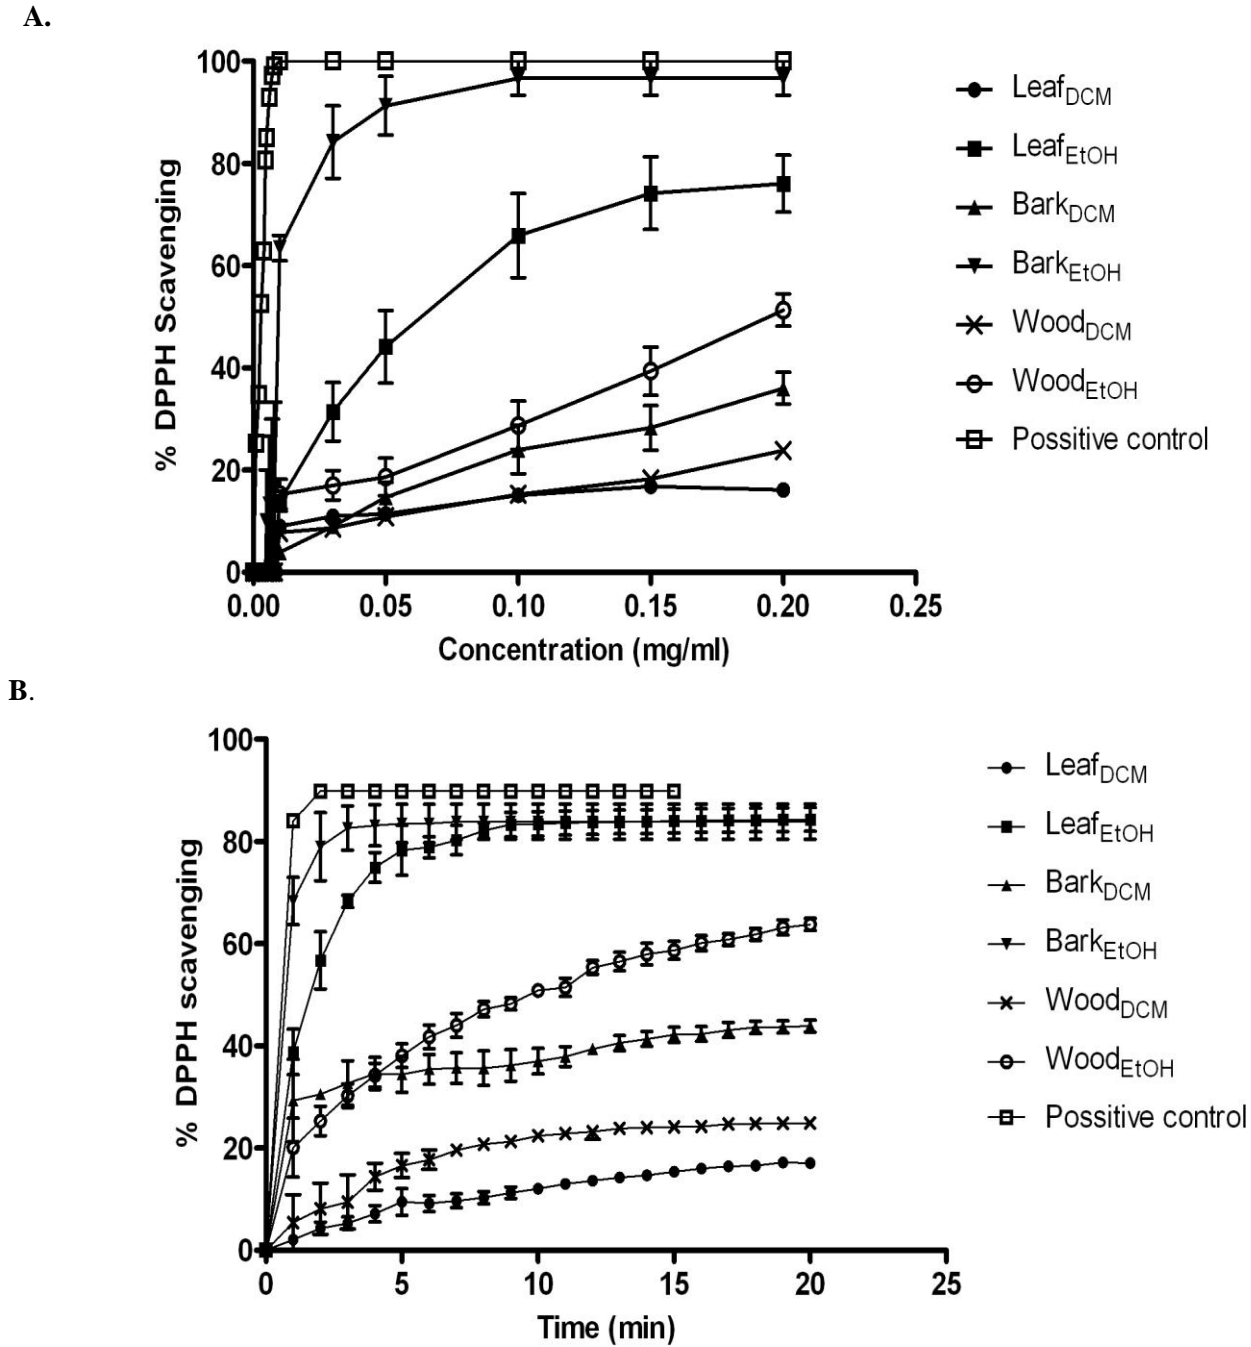 A.
100
80
60
40
20
0
% DPPH Scavenging
0.00 0.05 0.10 0.15 0.20 0.25
Concentration (mg/ml)
LeafDCM
LeafEtOH
BarkDCM
BarkEtOH
WoodDCM
WoodEtOH
Possitive control
B.
100
80
60
40
20
0
% DPPH scavenging
0 5 10 15 20 25
Time (min)
LeafDCM
LeafEtOH
BarkDCM
BarkEtOH
WoodDCM
WoodEtOH
Possitive control